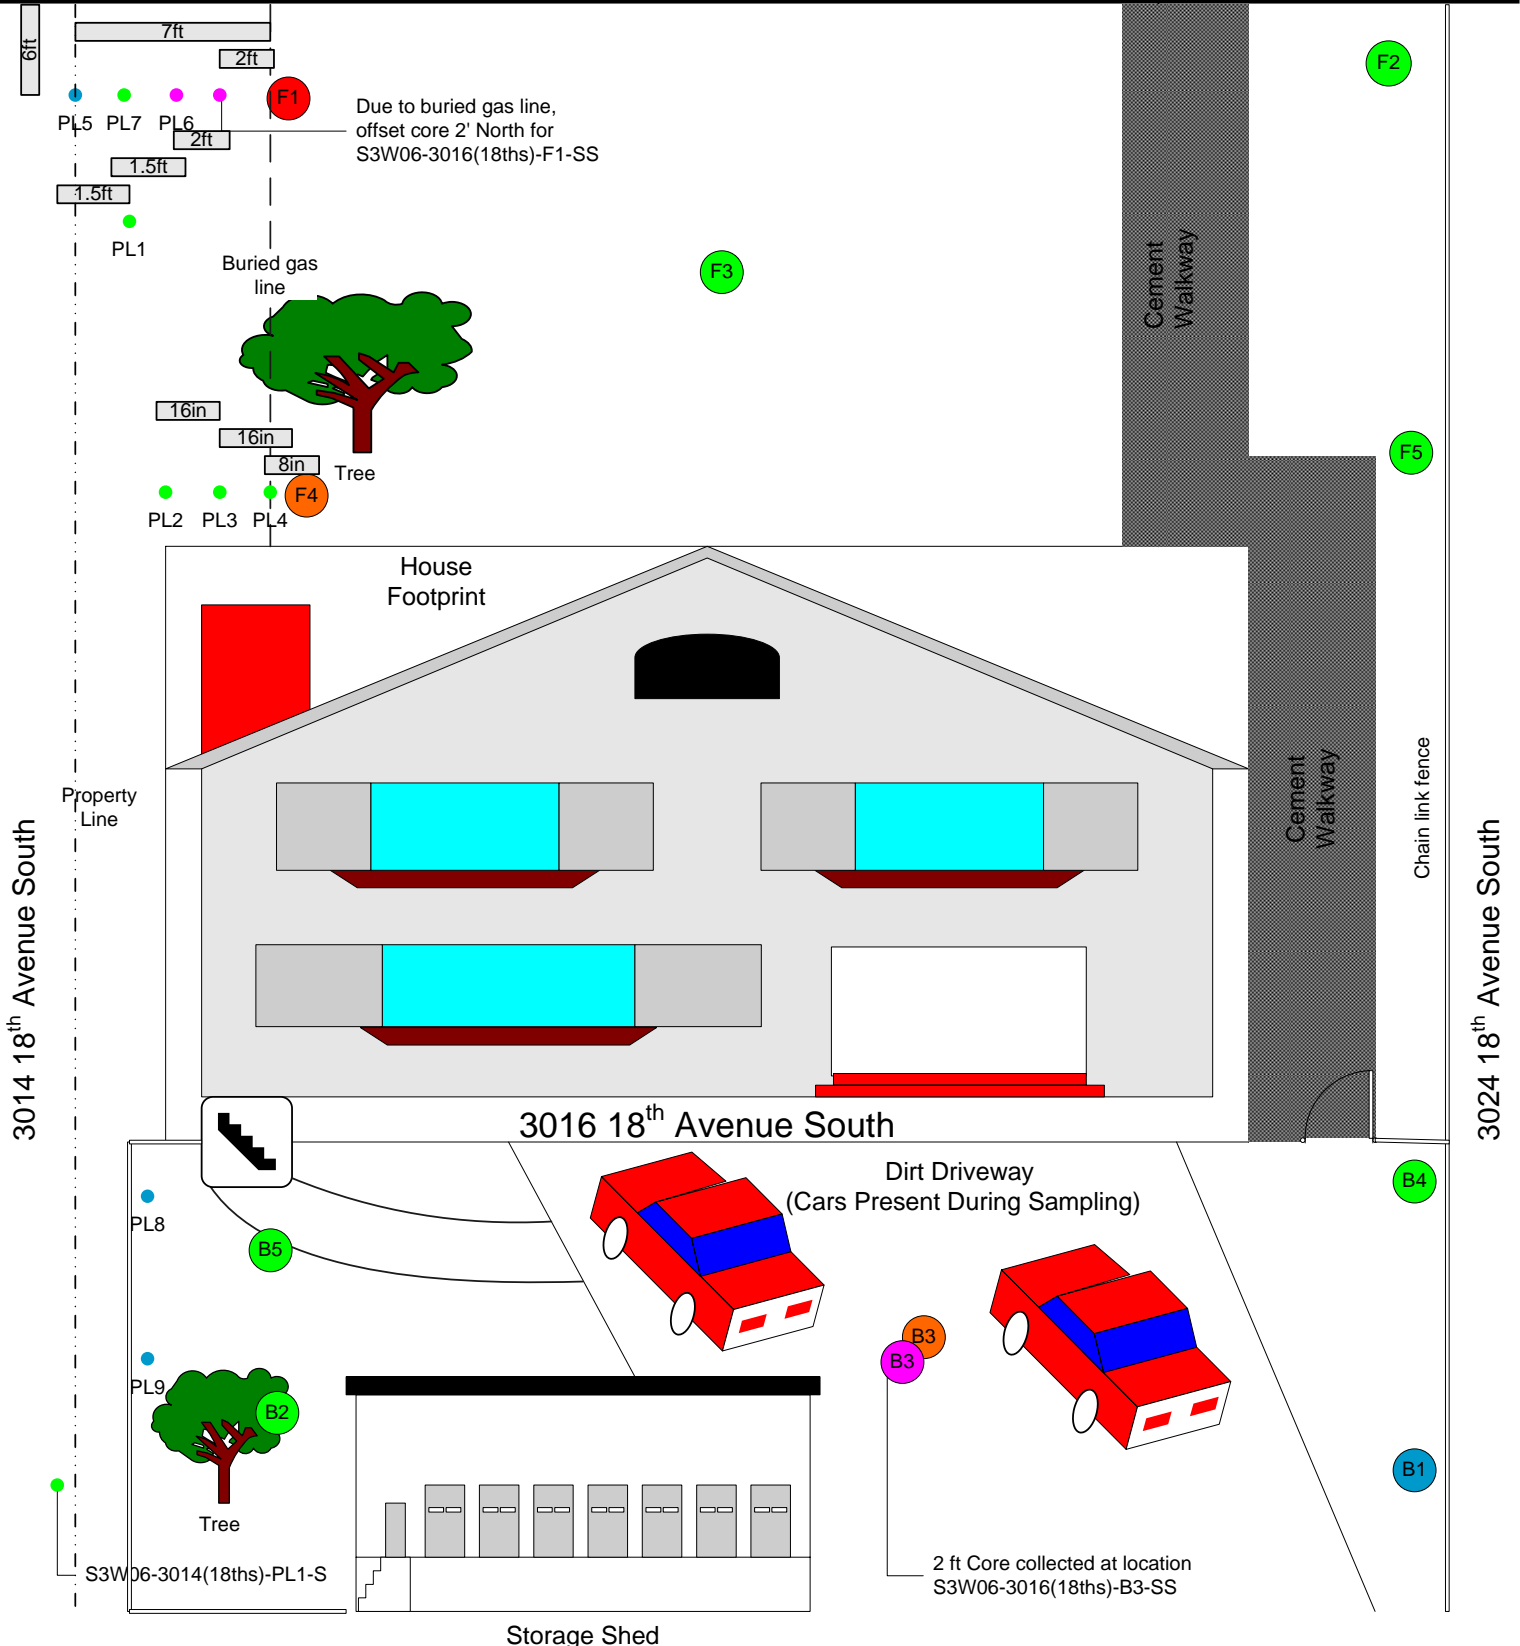 6ft
7ft
2ft
F1
F2
PL5 PL7 PL6
2ft
Due to buried gas line,
offset core 2' North for
S3W06-3016(18ths)-F1-SS
1.5ft
1.5ft
PL1
Buried gas
line
F3
Cement
Walkway
16in
16in
8in
Tree
F4
F5
PL2 PL3 PL4
House
Footprint
Property
Line
Cement
Walkway
Chain link fence
3014 18th Avenue South
3024 18th Avenue South
3016 18th Avenue South
Dirt Driveway
(Cars Present During Sampling)
B4
PL8
B5
B3
B3
PL9
B2
B1
Tree
S3W06-3014(18ths)-PL1-S
2 ft Core collected at location
S3W06-3016(18ths)-B3-SS
Storage Shed